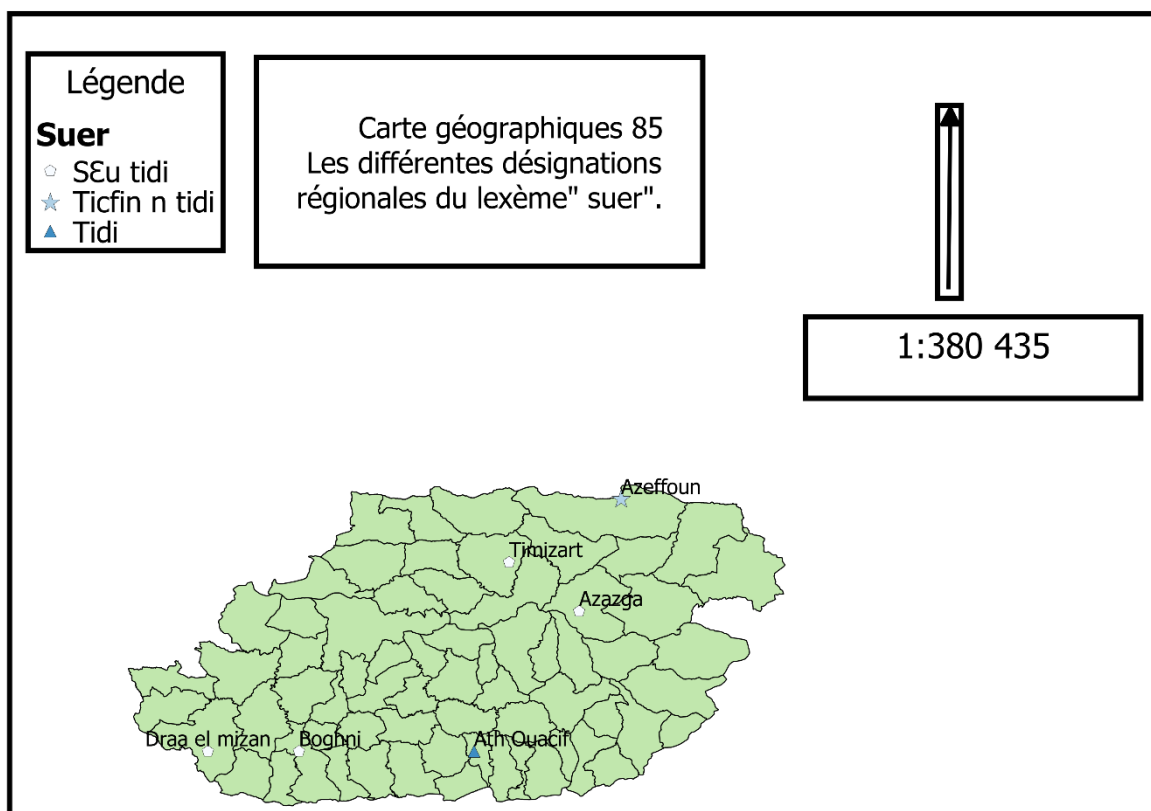 Légende
Suer
SƐu tidi
Ticfin n tidi
Tidi
Carte géographiques 85
Les différentes désignations
régionales du lexème" suer".
1:380 435
Azeffoun
Timizart
Azazga
Draa el mizan
Boghni
Ath Ouacif